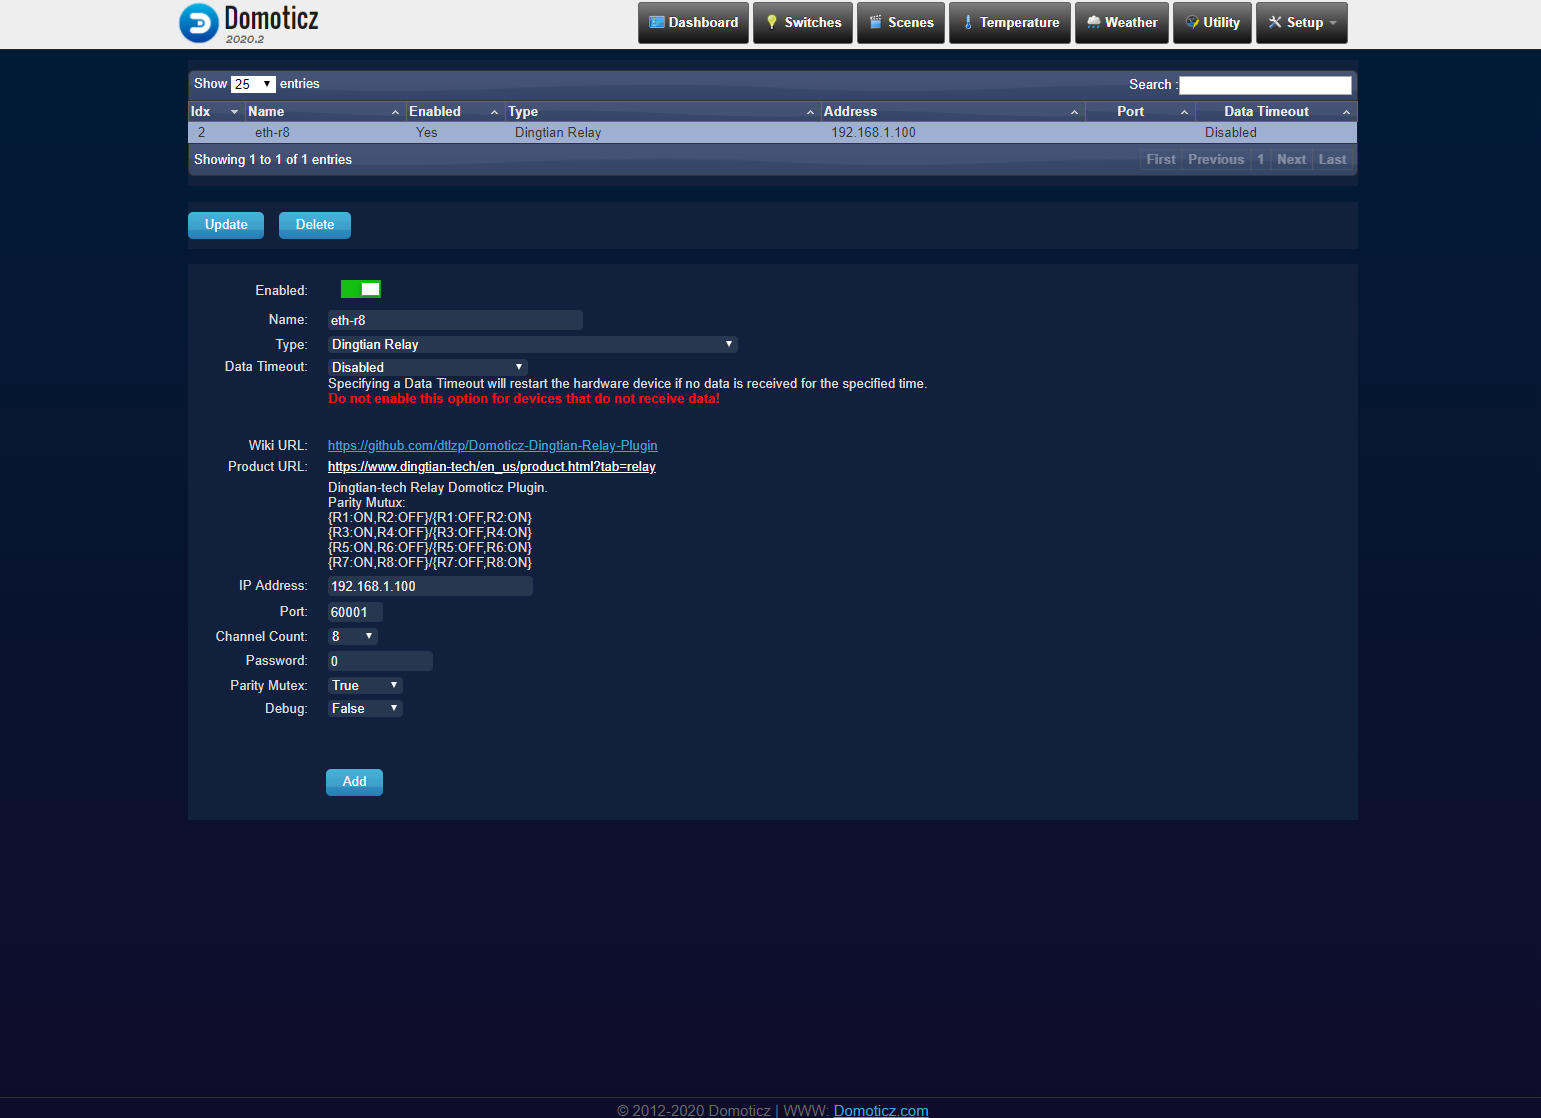 Domoticz
2020.2
Dashboard Switches Scenes Temperature Weather Utility Setup
Show 25 entries Search :
Idx Name Enabled Type Address Port Data Timeout
2 eth-r8 Yes Dingtian Relay 192.168.1.100 Disabled
Showing 1 to 1 of 1 entries First Previous 1 Next Last
Update Delete
Enabled:
Name: eth-r8
Type: Dingtian Relay
Data Timeout: Disabled
Specifying a Data Timeout will restart the hardware device if no data is received for the specified time.
Do not enable this option for devices that do not receive data!
Wiki URL: https://github.com/dtlzp/Domoticz-Dingtian-Relay-Plugin
Product URL: https://www.dingtian-tech/en_us/product.html?tab=relay
Dingtian-tech Relay Domoticz Plugin.
Parity Mutux:
{R1:ON,R2:OFF}/{R1:OFF,R2:ON}
{R3:ON,R4:OFF}/{R3:OFF,R4:ON}
{R5:ON,R6:OFF}/{R5:OFF,R6:ON}
{R7:ON,R8:OFF}/{R7:OFF,R8:ON}
IP Address: 192.168.1.100
Port: 60001
Channel Count: 8
Password: 0
Parity Mutex: True
Debug: False
Add
© 2012-2020 Domoticz | WWW: Domoticz.com